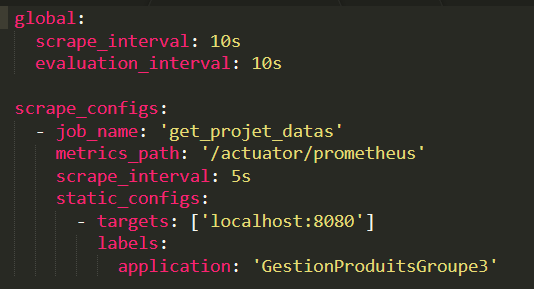 global:
  scrape_interval: 10s
  evaluation_interval: 10s

scrape_configs:
  - job_name: 'get_projet_datas'
    metrics_path: '/actuator/prometheus'
    scrape_interval: 5s
    static_configs:
      - targets: ['localhost:8080']
        labels:
          application: 'GestionProduitsGroupe3'